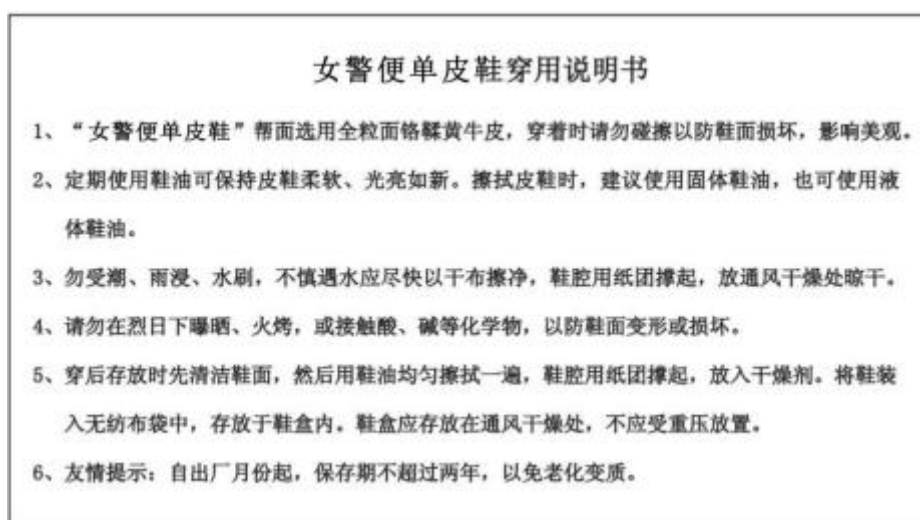 女警便单皮鞋穿用说明书
1、“女警便单皮鞋”帮面选用全粒面铬鞣黄牛皮，穿着时请勿碰擦以防鞋面损坏，影响美观。
2、定期使用鞋油可保持皮鞋柔软、光亮如新。擦拭皮鞋时，建议使用固体鞋油，也可使用液
体鞋油。
3、勿受潮、雨浸、水刷，不慎遇水应尽快以干布擦净，鞋腔用纸团撑起，放通风干燥处晾干。
4、请勿在烈日下曝晒、火烤，或接触酸、碱等化学物，以防鞋面变形或损坏。
5、穿后存放时先清洁鞋面，然后用鞋油均匀擦拭一遍，鞋腔用纸团撑起，放入干燥剂。将鞋装
入无纺布袋中，存放于鞋盒内。鞋盒应存放在通风干燥处，不应受重压放置。
6、友情提示：自出厂月份起，保存期不超过两年，以免老化变质。